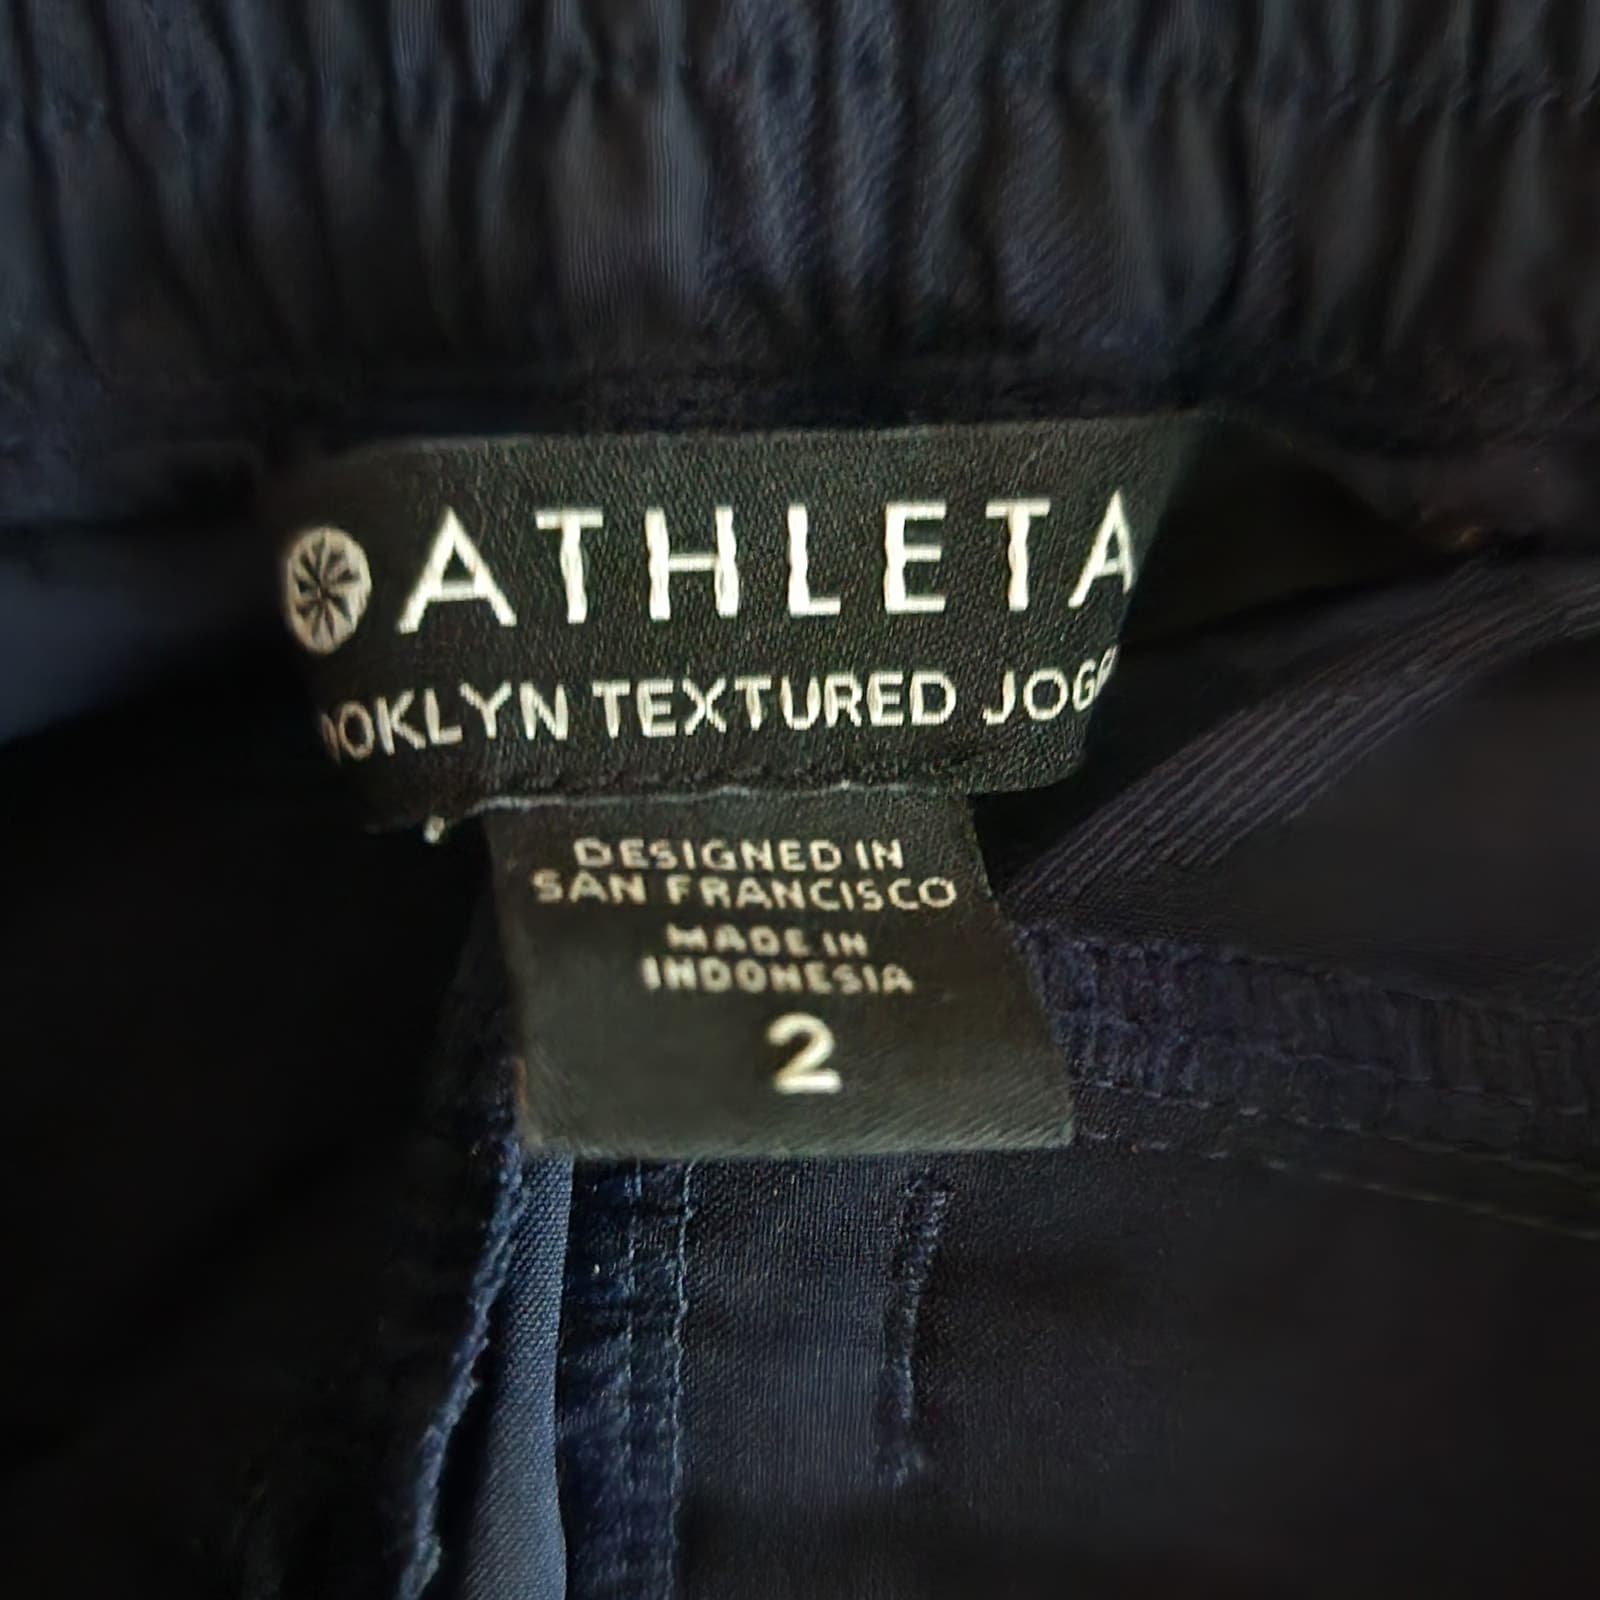 ATHLETA
OKLYN TEXTURED JOG
DESIGNED IN
SAN FRANCISCO
MADE IN
INDONESIA
2